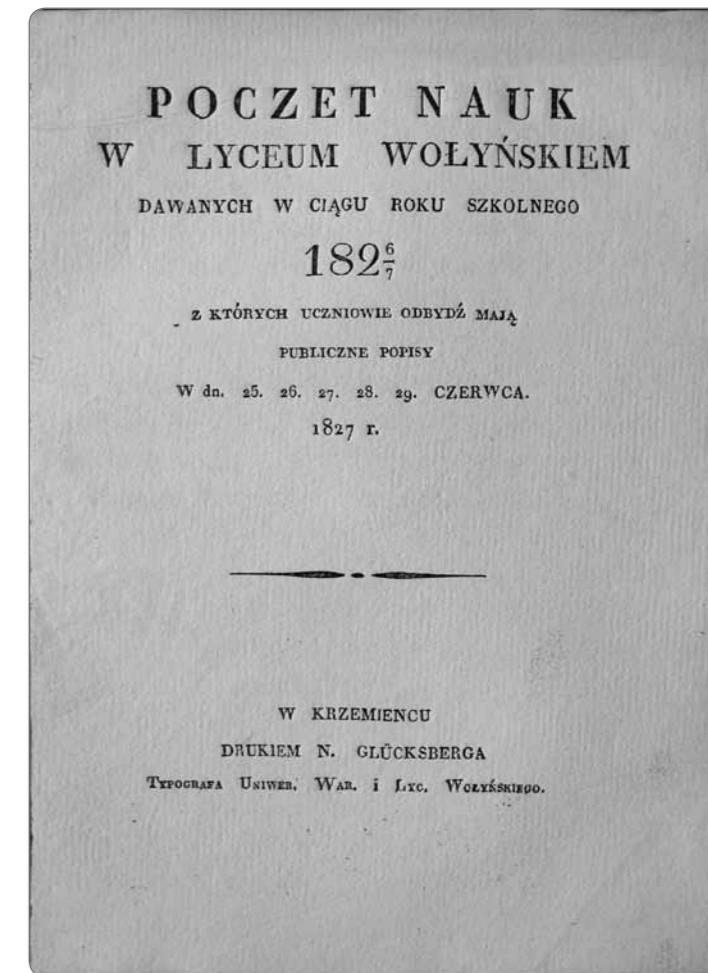 POCZET NAUK
W LYCEUM WOŁYŃSKIEM
DAWANYCH W CIĄGU ROKU SZKOLNEGO
182 6/7
Z KTÓRYCH UCZNIOWIE ODBYDŹ MAJĄ
PUBLICZNE POPISY
W dn. 25. 26. 27. 28. 29. CZERWCA.
1827 r.
W KRZEMIENCU
DRUKIEM N. GLÜCKSBERGA
TYPOGRAFA UNIWER. WAR. i LYC. WOŁYŃSKIEGO.